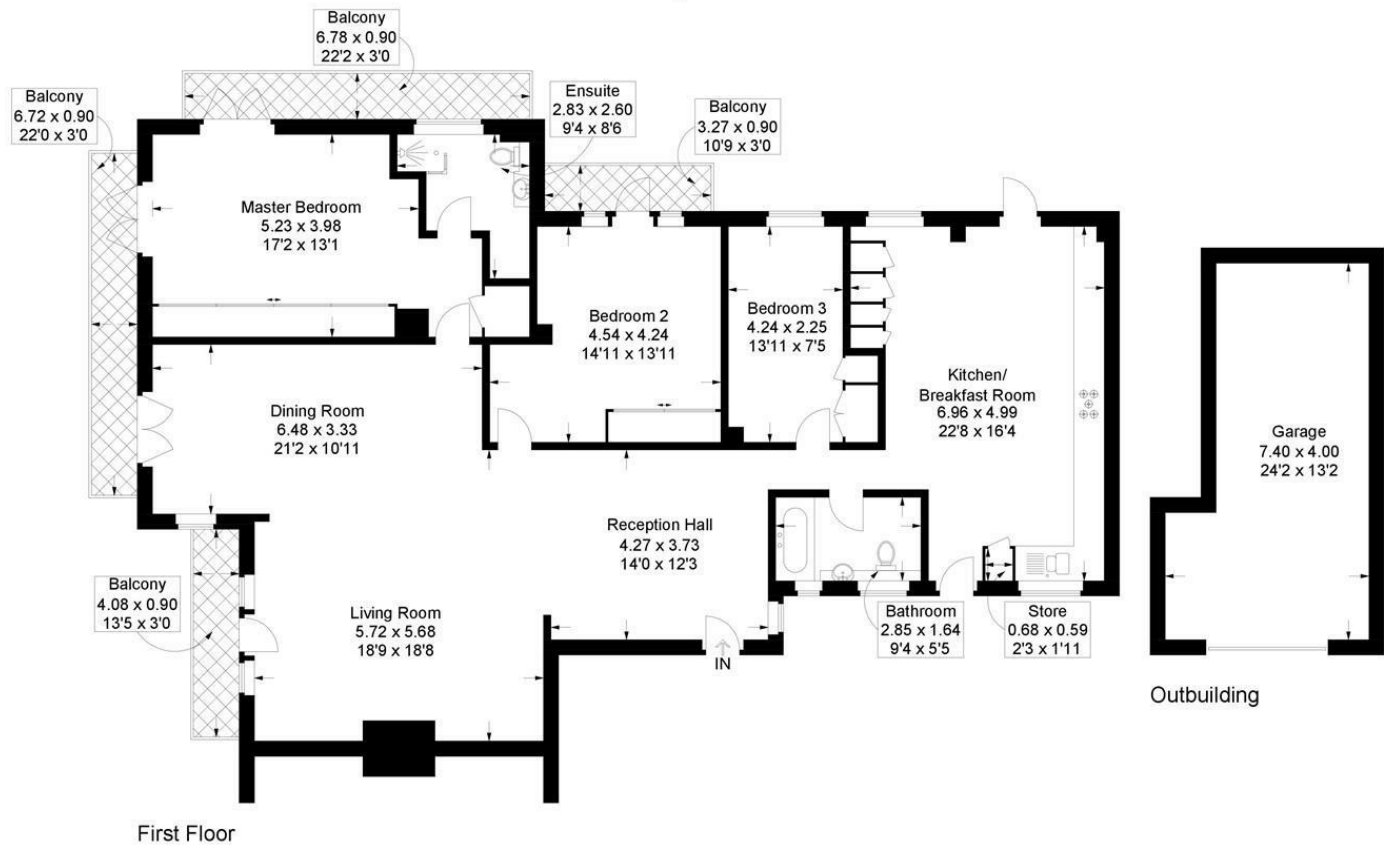 Balcony
6.78 x 0.90
22'2 x 3'0
Balcony
6.72 x 0.90
22'0 x 3'0
Ensuite
2.83 x 2.60
9'4 x 8'6
Balcony
3.27 x 0.90
10'9 x 3'0
Master Bedroom
5.23 x 3.98
17'2 x 13'1
Bedroom 2
4.54 x 4.24
14'11 x 13'11
Bedroom 3
4.24 x 2.25
13'11 x 7'5
Kitchen/
Breakfast Room
6.96 x 4.99
22'8 x 16'4
Dining Room
6.48 x 3.33
21'2 x 10'11
Garage
7.40 x 4.00
24'2 x 13'2
Reception Hall
4.27 x 3.73
14'0 x 12'3
Balcony
4.08 x 0.90
13'5 x 3'0
Living Room
5.72 x 5.68
18'9 x 18'8
Bathroom
2.85 x 1.64
9'4 x 5'5
Store
0.68 x 0.59
2'3 x 1'11
IN
Outbuilding
First Floor